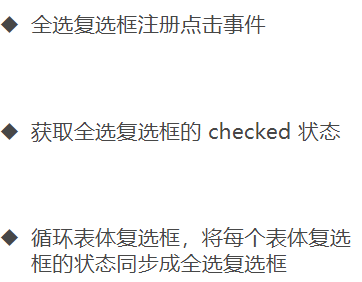 ◆ 全选复选框注册点击事件
◆ 获取全选复选框的 checked 状态
◆ 循环表体复选框，将每个表体复选
框的状态同步成全选复选框